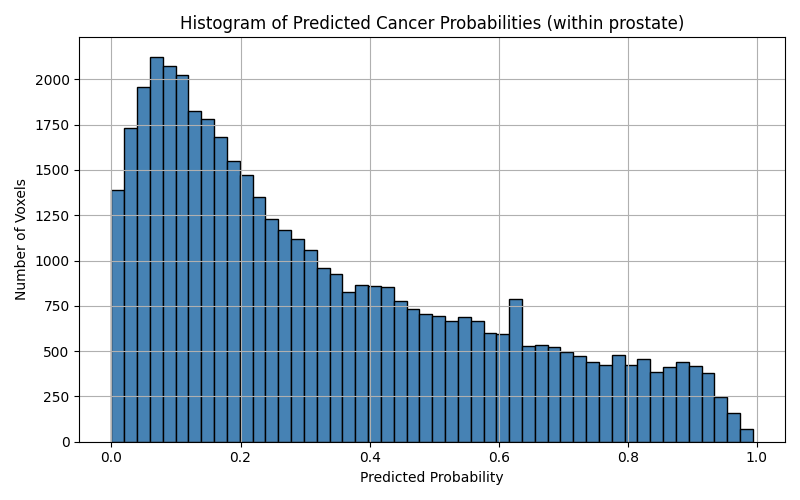 Histogram of Predicted Cancer Probabilities (within prostate)
2000
1750
1500
1250
1000
750
500
250
0
Number of Voxels
0.0 0.2 0.4 0.6 0.8 1.0
Predicted Probability